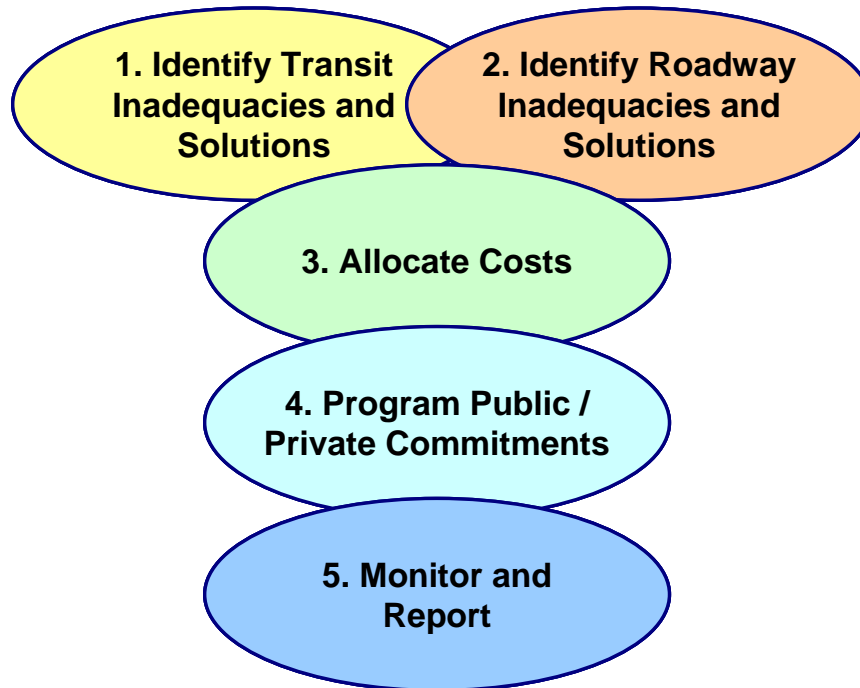 1. Identify Transit
Inadequacies and
Solutions
2. Identify Roadway
Inadequacies and
Solutions
3. Allocate Costs
4. Program Public /
Private Commitments
5. Monitor and
Report